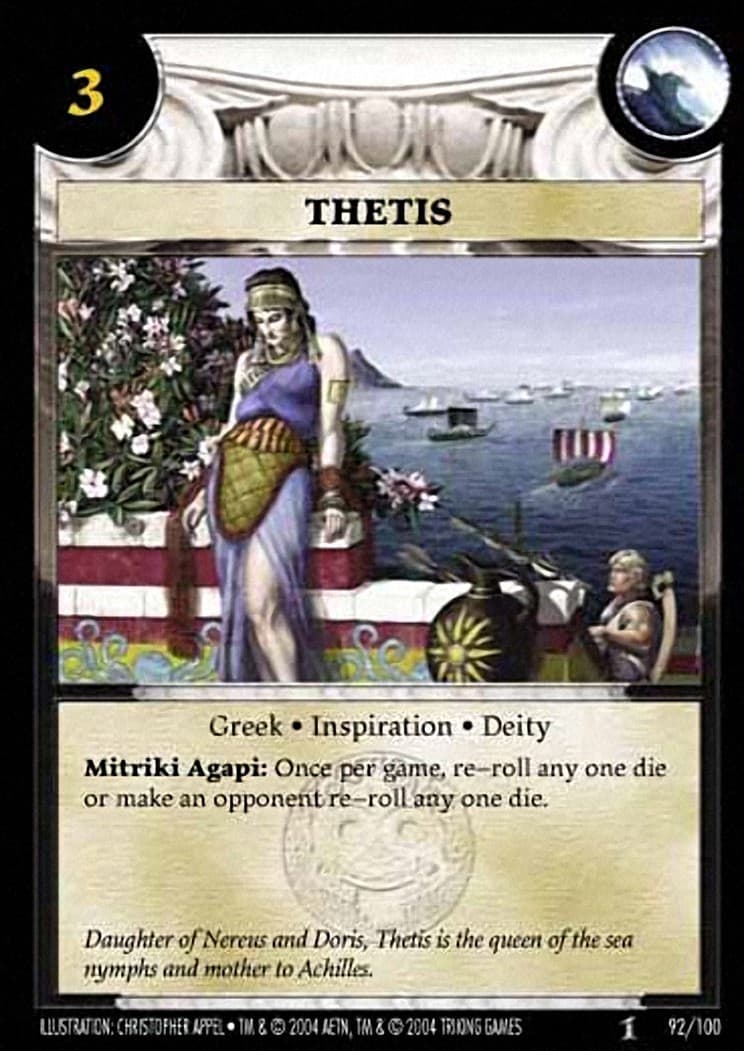 3
THETIS
Greek • Inspiration • Deity
Mitriki Agapi: Once per game, re-roll any one die
or make an opponent re-roll any one die.
Daughter of Nereus and Doris, Thetis is the queen of the sea
nymphs and mother to Achilles.
ILLUSTRATION: CHRISTOPHER APPEL • TM & © 2004 AETN, TM & © 2004 TRIKING GAMES 1 92/100